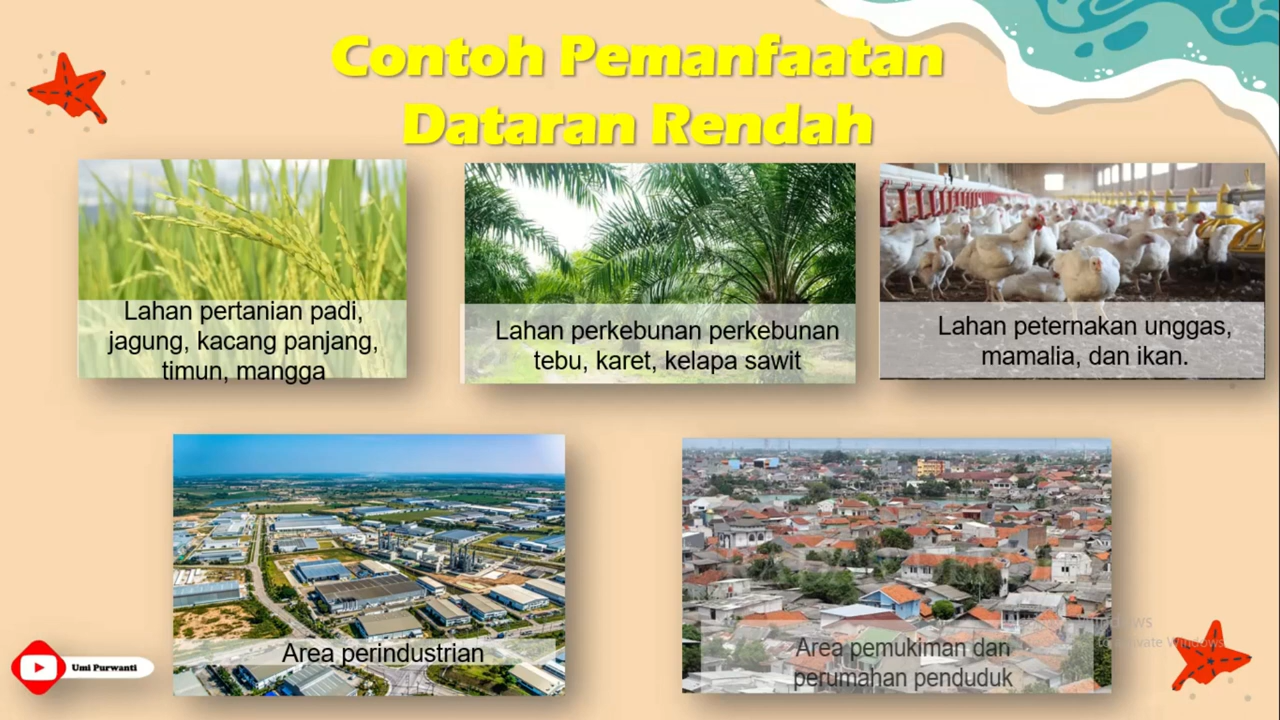 Contoh Pemanfaatan
Dataran Rendah
Lahan pertanian padi,
jagung, kacang panjang,
timun, mangga
Lahan perkebunan perkebunan
tebu, karet, kelapa sawit
Lahan peternakan unggas,
mamalia, dan ikan.
Area perindustrian
Area pemukiman dan
perumahan penduduk
Umi Purwanti
Windows